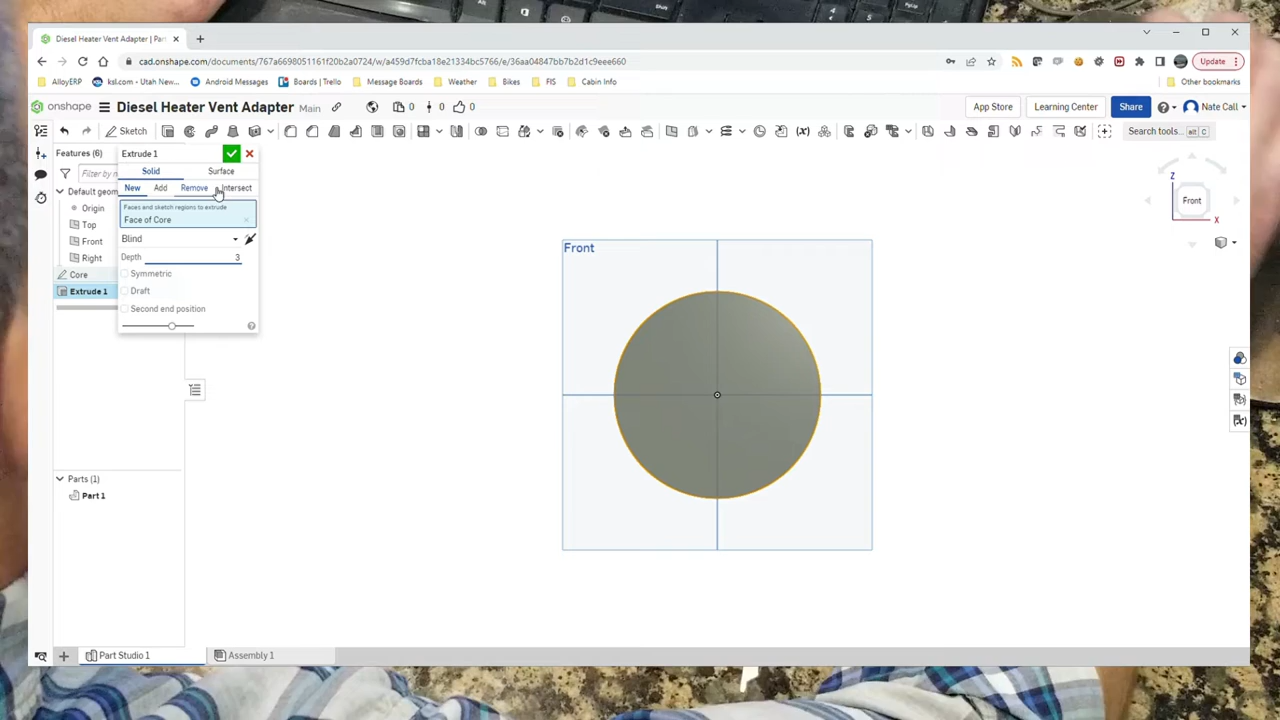 Diesel Heater Vent Adapter | Par
cad.onshape.com/documents/767a6698051161f20b2a0724/w/a459d7fcba18e21334bc5766/e/36aa04847bb7b2d1c9eee660
Update
AlloyERP
ksl.com - Utah New...
Android Messages
Boards | Trello
Message Boards
Weather
Bikes
FIS
Cabin Info
Other bookmarks
onshape
Diesel Heater Vent Adapter
Main
0
0
0
App Store
Learning Center
Share
Nate Call
Sketch
Search tools...
alt
C
Features (6)
Filter by n
Default geom
Origin
Top
Front
Right
Core
Extrude 1
Extrude 1
Solid
Surface
New
Add
Remove
Intersect
Faces and sketch regions to extrude
Face of Core
Blind
Depth
3
Symmetric
Draft
Second end position
Front
Z
Front
X
Parts (1)
Part 1
Part Studio 1
Assembly 1